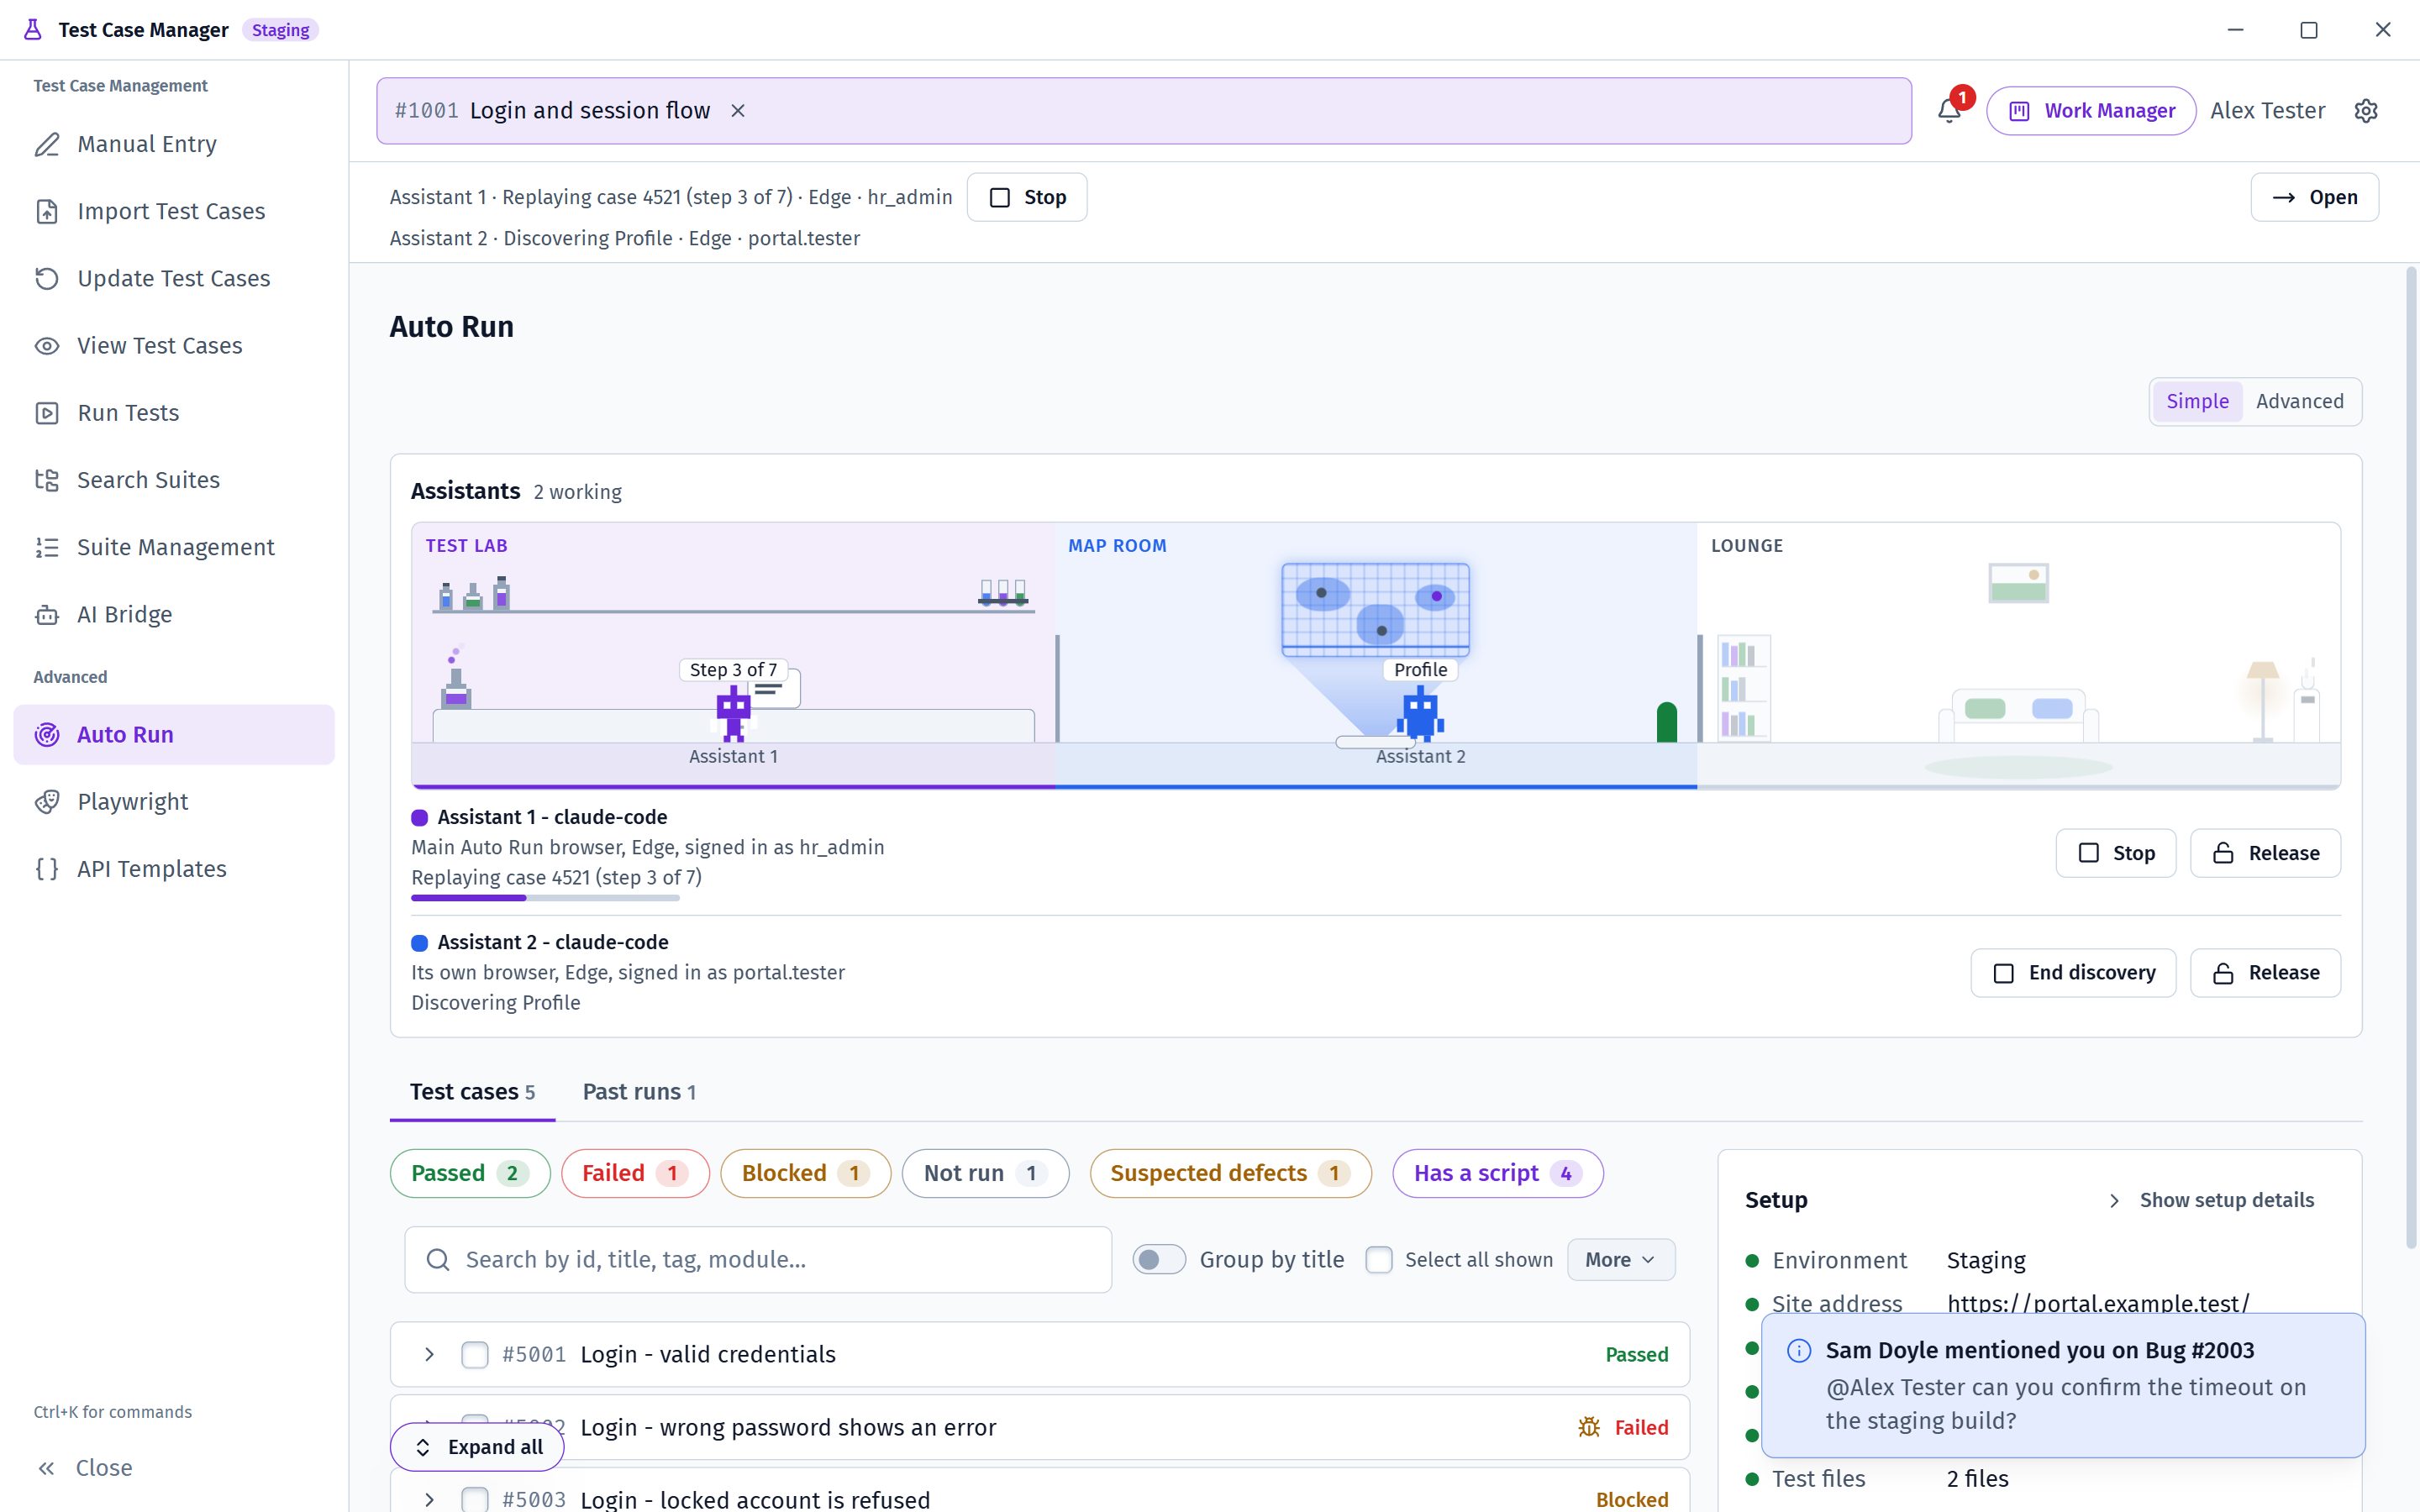 Test Case Manager Staging
Test Case Management
Manual Entry
Import Test Cases
Update Test Cases
View Test Cases
Run Tests
Search Suites
Suite Management
AI Bridge
Advanced
Auto Run
Playwright
API Templates
Ctrl+K for commands
Close
#1001 Login and session flow
1
Work Manager
Alex Tester
Assistant 1 · Replaying case 4521 (step 3 of 7) · Edge · hr_admin
Stop
Open
Assistant 2 · Discovering Profile · Edge · portal.tester
Auto Run
Simple Advanced
Assistants 2 working
TEST LAB
Step 3 of 7
Assistant 1
MAP ROOM
Profile
Assistant 2
LOUNGE
Assistant 1 - claude-code
Main Auto Run browser, Edge, signed in as hr_admin
Replaying case 4521 (step 3 of 7)
Stop Release
Assistant 2 - claude-code
Its own browser, Edge, signed in as portal.tester
Discovering Profile
End discovery Release
Test cases 5 Past runs 1
Passed 2 Failed 1 Blocked 1 Not run 1 Suspected defects 1 Has a script 4
Search by id, title, tag, module...
Group by title Select all shown More
#5001 Login - valid credentials Passed
Login - wrong password shows an error Failed
Expand all
#5003 Login - locked account is refused Blocked
Setup Show setup details
Environment Staging
Site address https://portal.example.test/
Sam Doyle mentioned you on Bug #2003
@Alex Tester can you confirm the timeout on
the staging build?
Test files 2 files